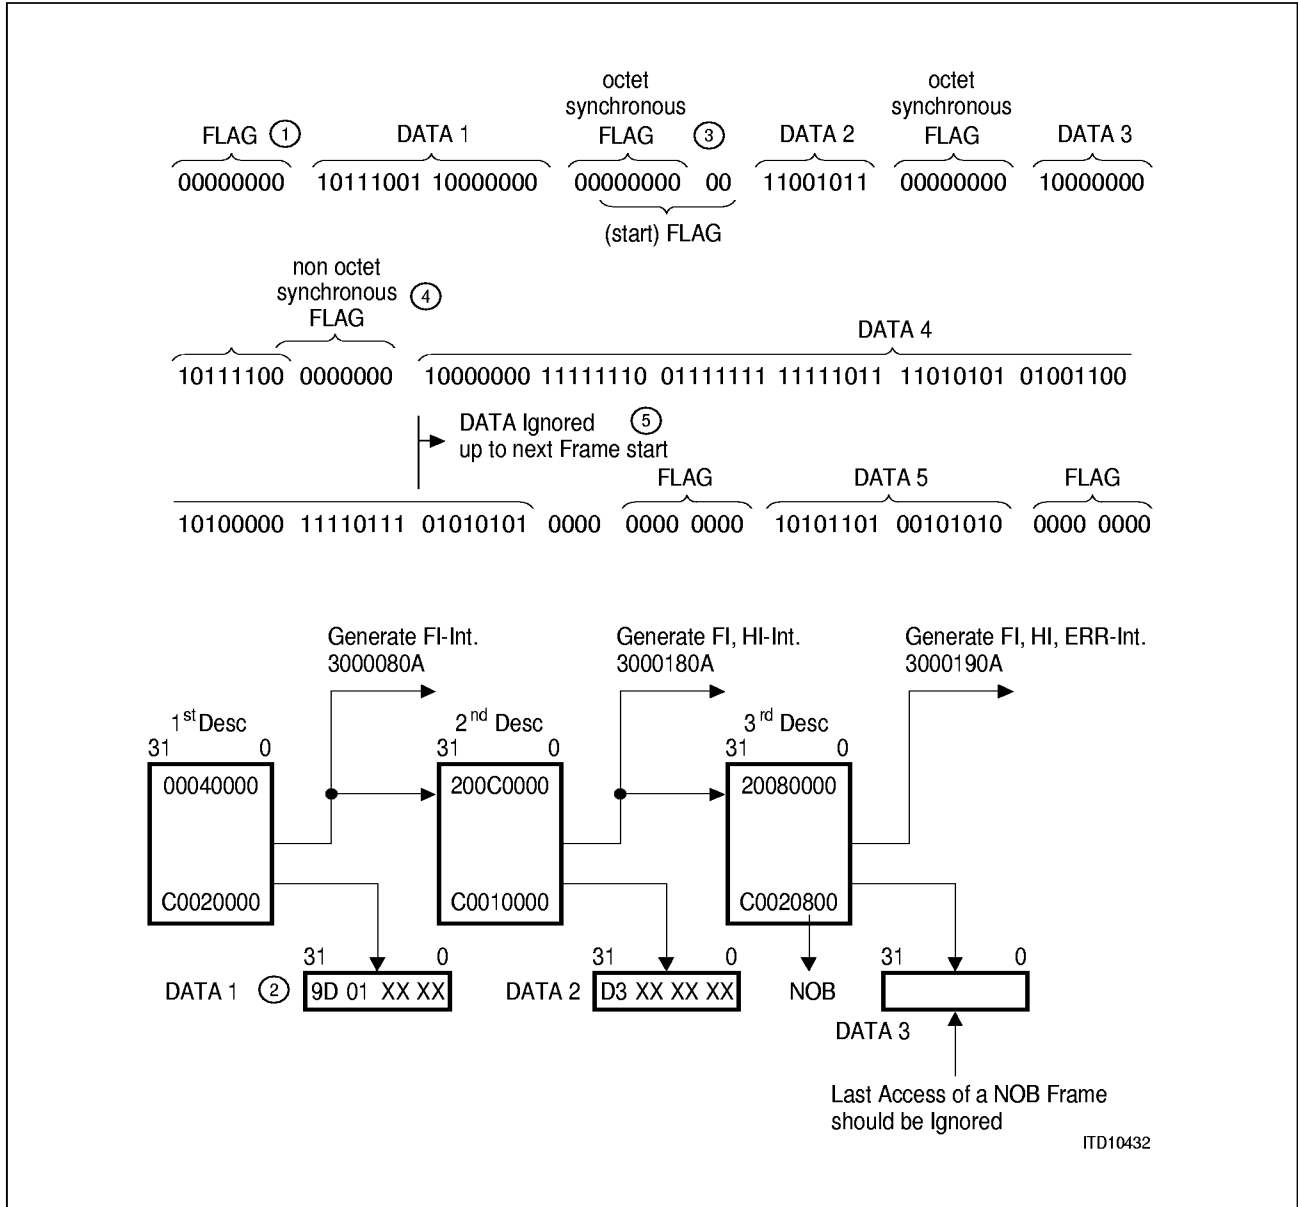 octet octet
synchronous synchronous
FLAG 1 DATA 1 FLAG 3 DATA 2 FLAG DATA 3
00000000 10111001 10000000 00000000 00 11001011 00000000 10000000
(start) FLAG
non octet
synchronous 4
FLAG DATA 4
10111100 0000000 10000000 11111110 01111111 11111011 11010101 01001100
DATA Ignored 5
up to next Frame start
FLAG DATA 5 FLAG
10100000 11110111 01010101 0000 0000 0000 10101101 00101010 0000 0000
Generate FI-Int. Generate FI, HI-Int. Generate FI, HI, ERR-Int.
3000080A 3000180A 3000190A
1st Desc 2nd Desc 3rd Desc
31 0 31 0 31 0
00040000 200C0000 20080000
C0020000 C0010000 C0020800
31 0 31 0 31 0
DATA 1 2 9D 01 XX XX DATA 2 D3 XX XX XX NOB
DATA 3
Last Access of a NOB Frame
should be Ignored
ITD10432